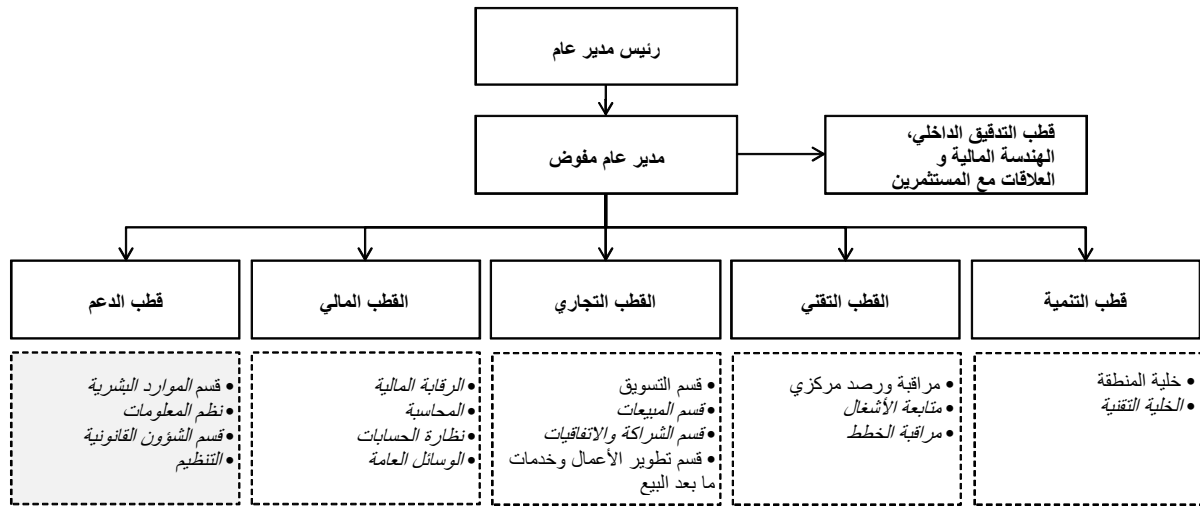 رئيس مدير عام
مدير عام مفوض
قطب التدقيق الداخلي،
الهندسة المالية و
العلاقات مع المستثمرين
قطب التنمية
القطب التقني
القطب التجاري
القطب المالي
قطب الدعم
• خلية المنطقة
• الخلية التقنية
• مراقبة ورصد مركزي
• متابعة الأشغال
• مراقبة الخطط
• قسم التسويق
• قسم المبيعات
• قسم الشراكة والاتفاقيات
• قسم تطوير الأعمال وخدمات
ما بعد البيع
• الرقابة المالية
• المحاسبة
• نظارة الحسابات
• الوسائل العامة
• قسم الموارد البشرية
• نظم المعلومات
• قسم الشؤون القانونية
• التنظيم